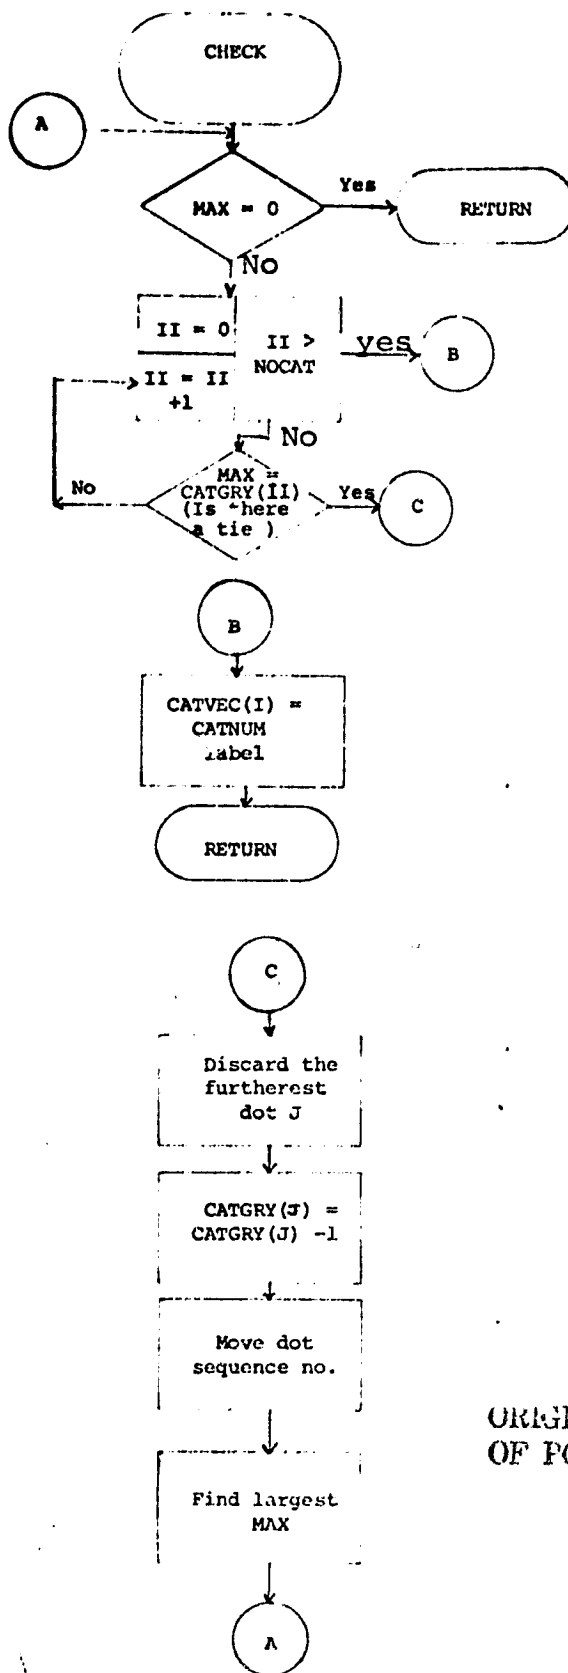 CHECK
A
MAX = 0
Yes
RETURN
No
II = 0
II = II
+1
II >
NOCAT
yes
B
No
MAX =
CATGRY(II)
(Is here
a tie )
No
Yes
C
B
CATVEC(I) =
CATNUM
label
RETURN
C
Discard the
furtherest
dot J
CATGRY(J) =
CATGRY(J) -1
Move dot
sequence no.
Find largest
MAX
A
OF